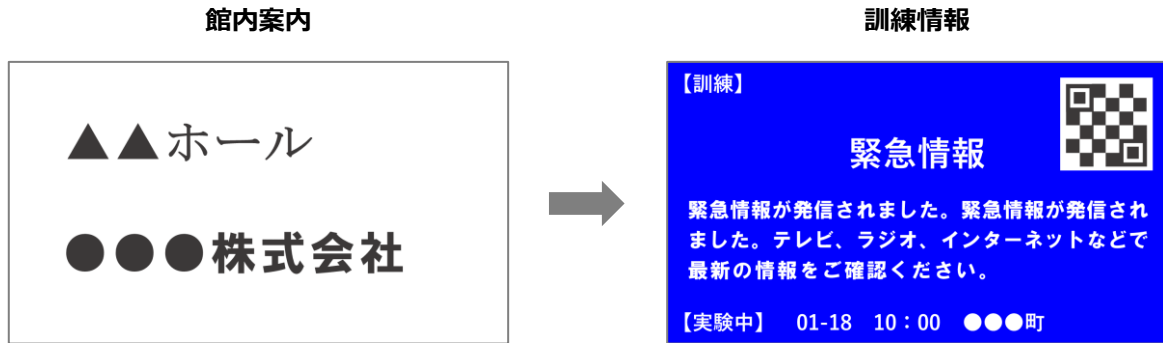 館内案内
▲▲ホール
●●●株式会社
訓練情報
【訓練】
緊急情報
緊急情報が発信されました。緊急情報が発信され
ました。テレビ、ラジオ、インターネットなどで
最新の情報をご確認ください。
【実験中】 01-18 10：00 ●●●町